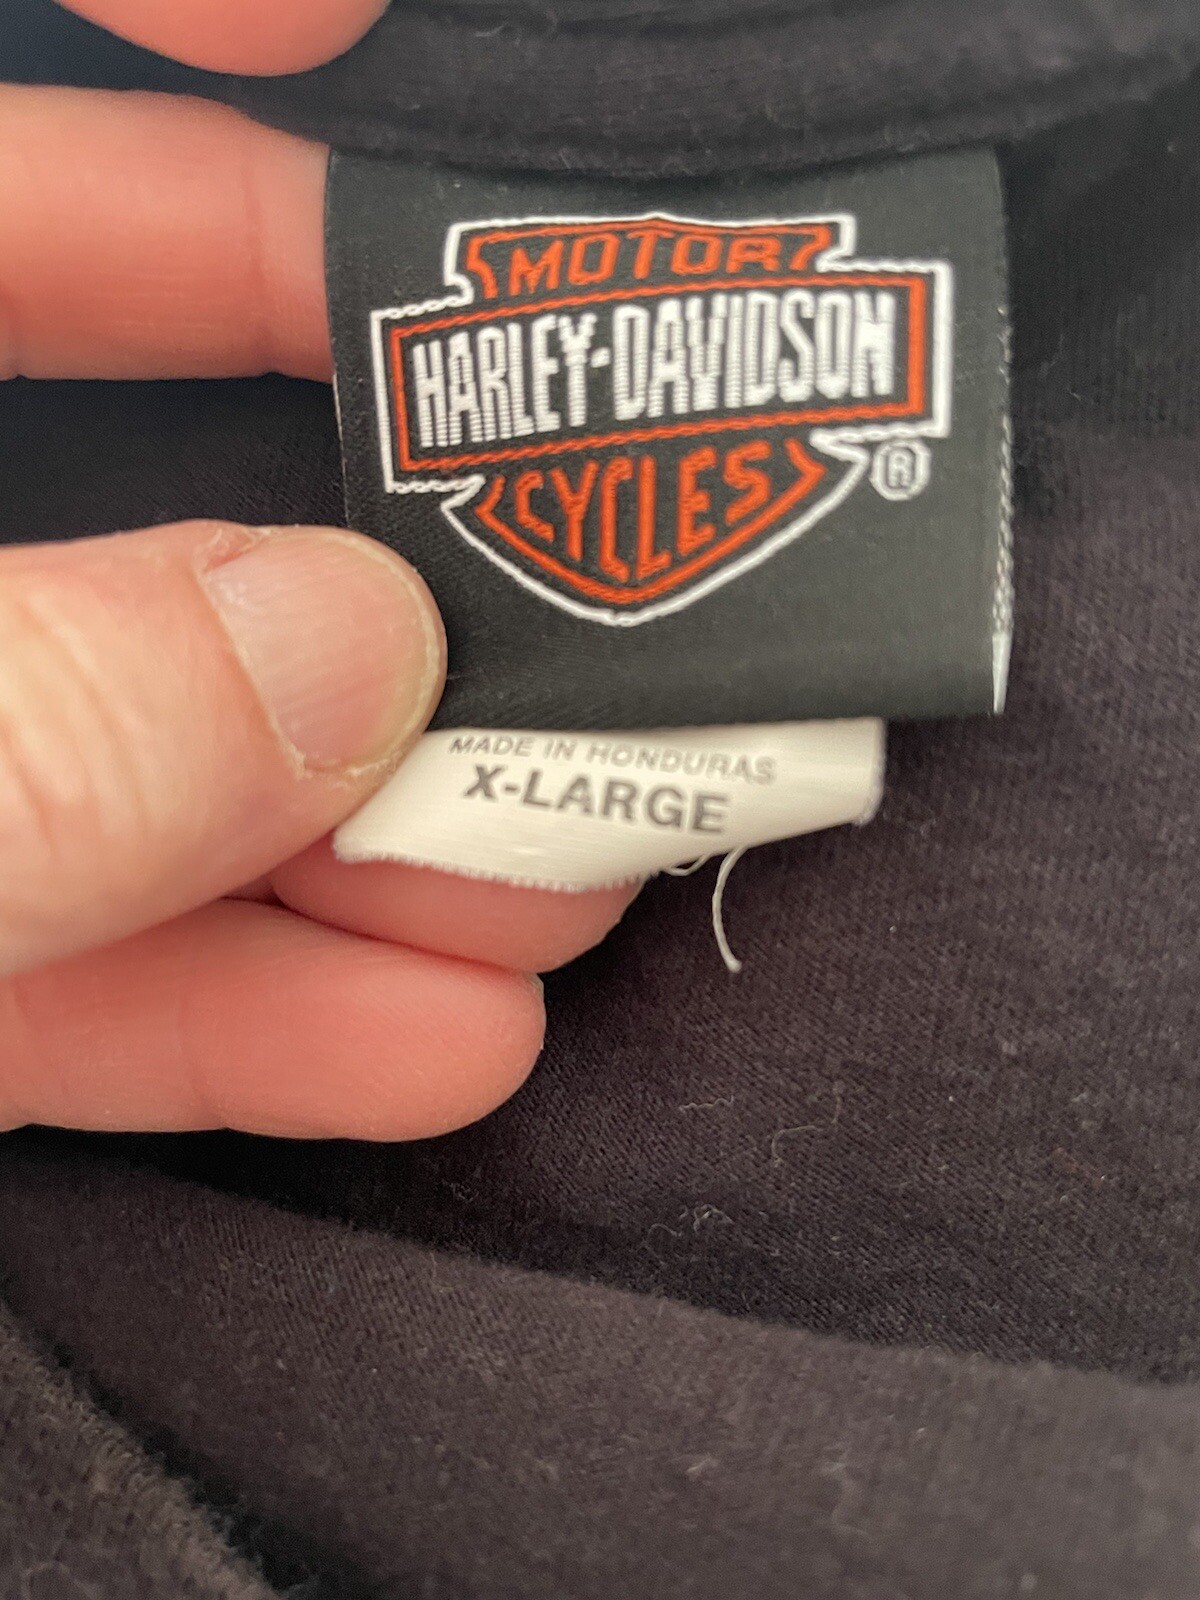 MOTOR
HARLEY-DAVIDSON
CYCLES
®
MADE IN HONDURAS
X-LARGE